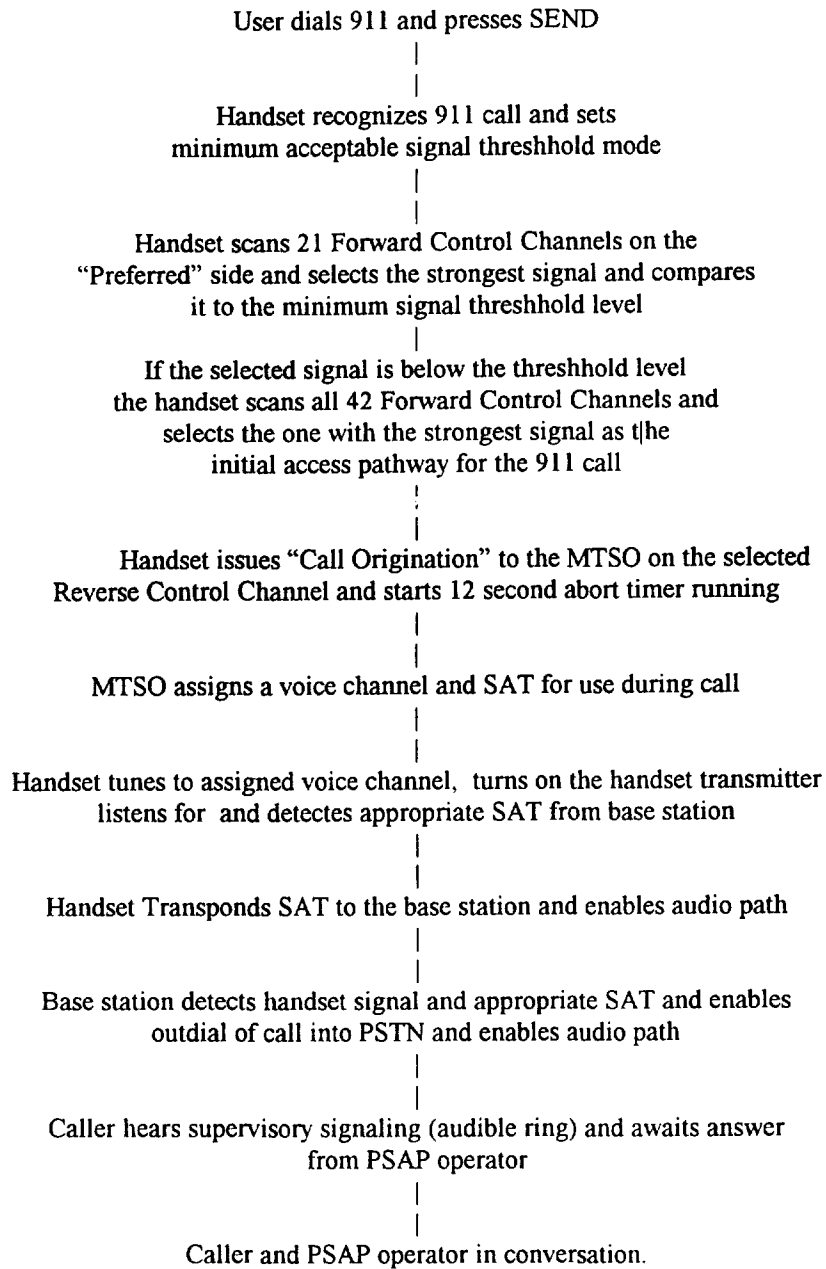 User dials 911 and presses SEND
Handset recognizes 911 call and sets
minimum acceptable signal threshhold mode
Handset scans 21 Forward Control Channels on the
“Preferred” side and selects the strongest signal and compares
it to the minimum signal threshhold level
If the selected signal is below the threshhold level
the handset scans all 42 Forward Control Channels and
selects the one with the strongest signal as t|he
initial access pathway for the 911 call
Handset issues “Call Origination” to the MTSO on the selected
Reverse Control Channel and starts 12 second abort timer running
MTSO assigns a voice channel and SAT for use during call
Handset tunes to assigned voice channel, turns on the handset transmitter
listens for and detectes appropriate SAT from base station
Handset Transponds SAT to the base station and enables audio path
Base station detects handset signal and appropriate SAT and enables
outdial of call into PSTN and enables audio path
Caller hears supervisory signaling (audible ring) and awaits answer
from PSAP operator
Caller and PSAP operator in conversation.